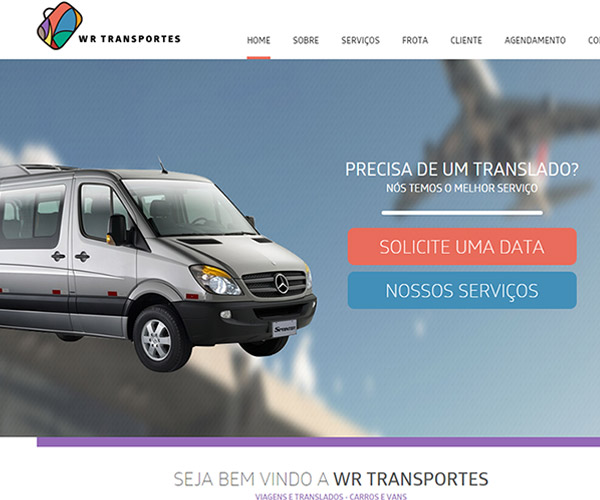 WR TRANSPORTES
HOME SOBRE SERVIÇOS FROTA CLIENTE AGENDAMENTO CO
PRECISA DE UM TRANSLADO?
NÓS TEMOS O MELHOR SERVIÇO
SOLICITE UMA DATA
NOSSOS SERVIÇOS
SPRINTER
SEJA BEM VINDO A WR TRANSPORTES
VIAGENS E TRANSLADOS - CARROS E VANS